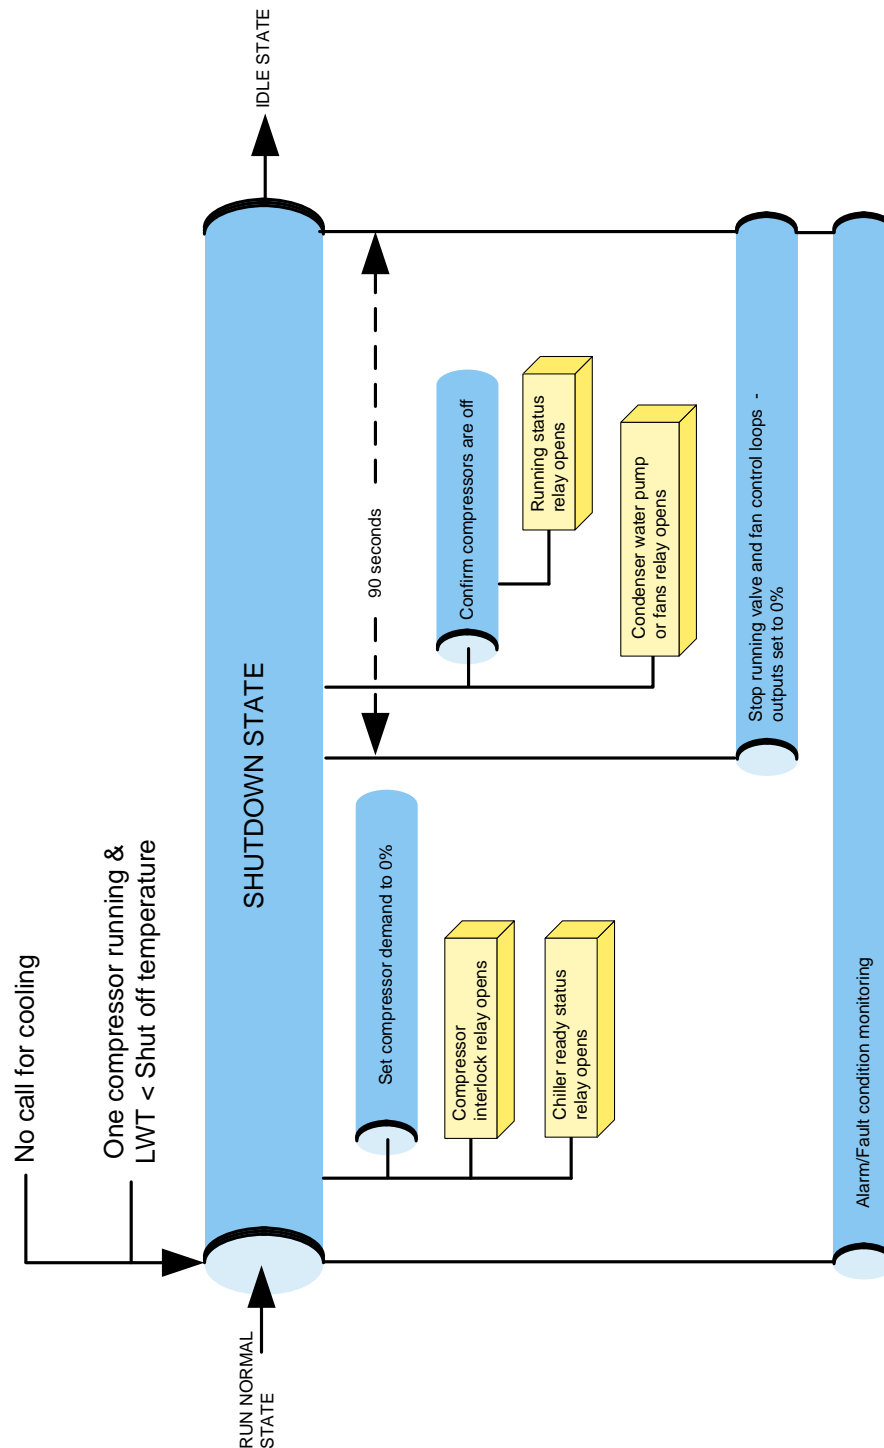 No call for cooling
One compressor running &
LWT < Shut off temperature
RUN NORMAL
STATE
SHUTDOWN STATE
IDLE STATE
90 seconds
Set compressor demand to 0%
Compressor
interlock relay opens
Chiller ready status
relay opens
Confirm compressors are off
Running status
relay opens
Condenser water pump
or fans relay opens
Stop running valve and fan control loops -
outputs set to 0%
Alarm/Fault condition monitoring